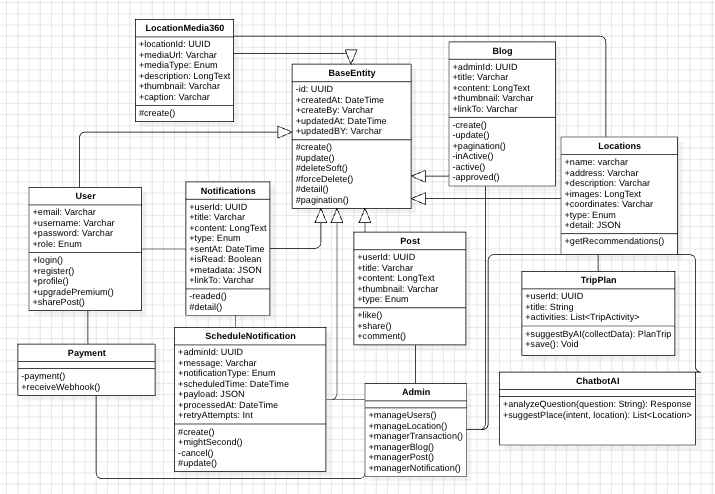 LocationMedia360
+locationId: UUID
+mediaUrl: Varchar
+mediaType: Enum
+description: LongText
+thumbnail: Varchar
+caption: Varchar
#create()
BaseEntity
-id: UUID
+createdAt: DateTime
+createBy: Varchar
+updatedAt: DateTime
+updatedBY: Varchar
#create()
#update()
#deleteSoft()
#forceDelete()
#detail()
#pagination()
Blog
+adminId: UUID
+title: Varchar
+content: LongText
+thumbnail: Varchar
+linkTo: Varchar
-create()
-update()
+pagination()
-inActive()
-active()
-approved()
Locations
+name: varchar
+address: Varchar
+description: Varchar
+images: LongText
+coordinates: Varchar
+type: Enum
+detail: JSON
+getRecommendations()
User
+email: Varchar
+username: Varchar
+password: Varchar
+role: Enum
+login()
+register()
+profile()
+upgradePremium()
+sharePost()
Notifications
+userId: UUID
+title: Varchar
+content: LongText
+type: Enum
+sentAt: DateTime
+isRead: Boolean
+metadata: JSON
+linkTo: Varchar
-readed()
#detail()
Post
+userId: UUID
+title: Varchar
+content: LongText
+thumbnail: Varchar
+type: Enum
+like()
+share()
+comment()
TripPlan
+userId: UUID
+title: String
+activities: List<TripActivity>
+suggestByAI(collectData): PlanTrip
+save(): Void
ScheduleNotification
+adminId: UUID
+message: Varchar
+notificationType: Enum
+scheduledTime: DateTime
+payload: JSON
+processedAt: DateTime
+retryAttempts: Int
#create()
+mightSecond()
-cancel()
#update()
Payment
-payment()
+receiveWebhook()
Admin
+manageUsers()
+manageLocation()
+managerTransaction()
+managerBlog()
+managerPost()
+managerNotification()
ChatbotAI
+analyzeQuestion(question: String): Response
+suggestPlace(intent, location): List<Location>